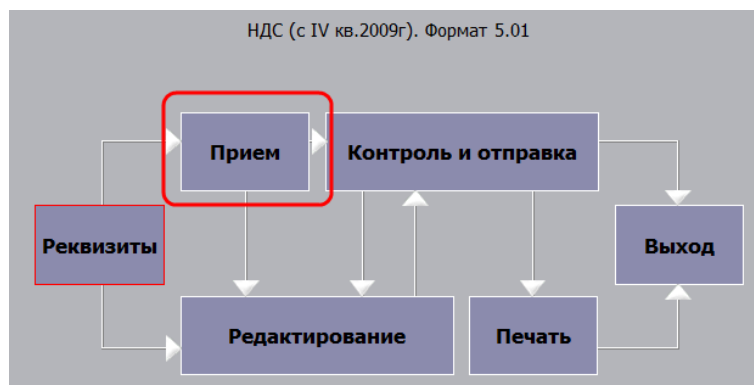 НДС (с IV кв.2009г). Формат 5.01
Прием
Контроль и отправка
Реквизиты
Выход
Редактирование
Печать